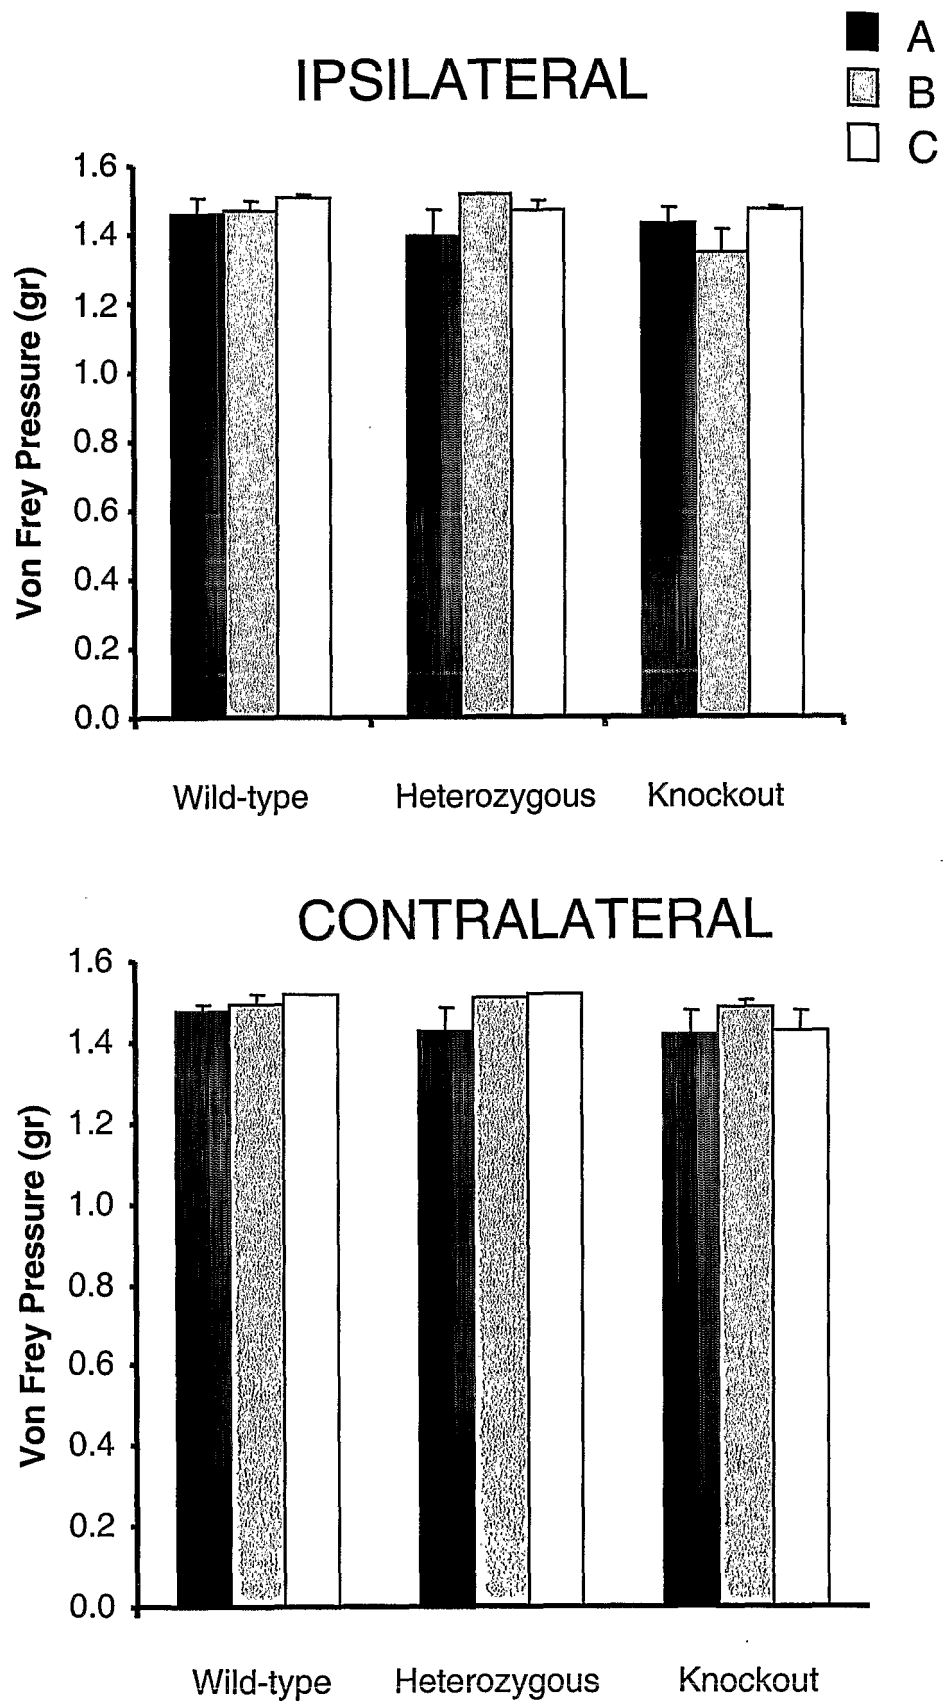 A
IPSILATERAL
B
C
1.6
1.4
1.2
1.0
0.8
0.6
0.4
0.2
0.0
Von Frey Pressure (gr)
Wild-type Heterozygous Knockout
CONTRALATERAL
1.6
1.4
1.2
1.0
0.8
0.6
0.4
0.2
0.0
Von Frey Pressure (gr)
Wild-type Heterozygous Knockout